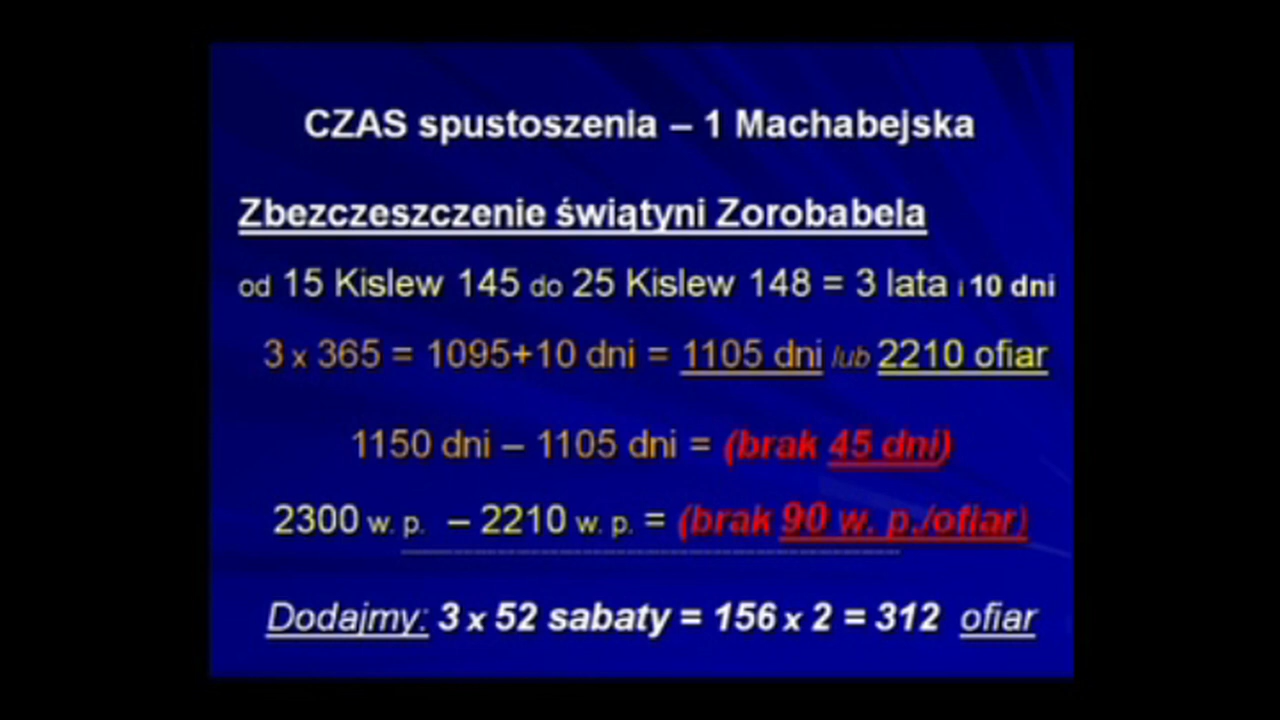 CZAS spustoszenia – 1 Machabejska
Zbezczeszczenie świątyni Zorobabela
od 15 Kislew 145 do 25 Kislew 148 = 3 lata i 10 dni
3 x 365 = 1095+10 dni = 1105 dni lub 2210 ofiar
1150 dni – 1105 dni = (brak 45 dni)
2300 w. p. – 2210 w. p. = (brak 90 w. p./ofiar)
Dodajmy: 3 x 52 sabaty = 156 x 2 = 312 ofiar